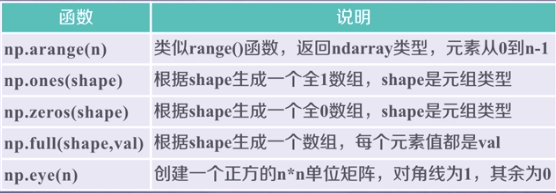 函数 说明
np.arange(n) 类似range()函数，返回ndarray类型，元素从0到n-1
np.ones(shape) 根据shape生成一个全1数组，shape是元组类型
np.zeros(shape) 根据shape生成一个全0数组，shape是元组类型
np.full(shape,val) 根据shape生成一个数组，每个元素值都是val
np.eye(n) 创建一个正方的n*n单位矩阵，对角线为1，其余为0